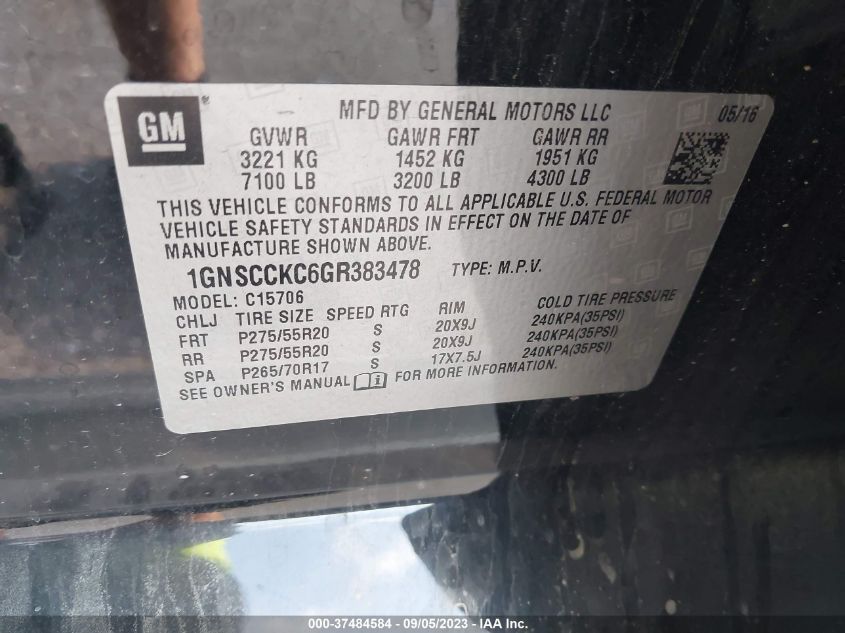 GM ®
MFD BY GENERAL MOTORS LLC 05/16
GVWR GAWR FRT GAWR RR
3221 KG 1452 KG 1951 KG
7100 LB 3200 LB 4300 LB
THIS VEHICLE CONFORMS TO ALL APPLICABLE U.S. FEDERAL MOTOR
VEHICLE SAFETY STANDARDS IN EFFECT ON THE DATE OF
MANUFACTURE SHOWN ABOVE.
1GNSCCKC6GR383478 TYPE: M.P.V.
MODEL: C15706
CHLJ TIRE SIZE SPEED RTG RIM COLD TIRE PRESSURE
FRT P275/55R20 S 20X9J 240KPA(35PSI)
RR P275/55R20 S 20X9J 240KPA(35PSI)
SPA P265/70R17 S 17X7.5J 240KPA(35PSI)
SEE OWNER'S MANUAL FOR MORE INFORMATION.
000-37484584 - 09/05/2023 - IAAI, Inc.